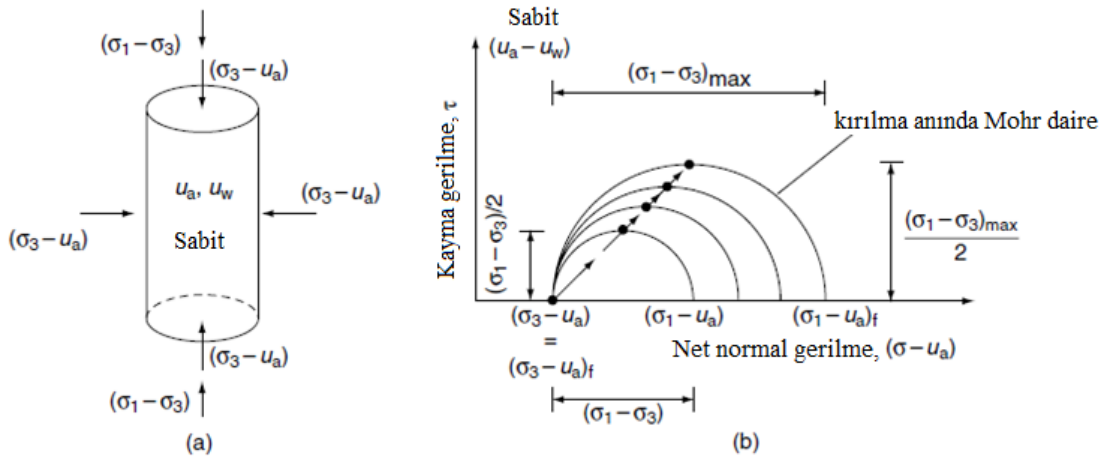 (σ₁ − σ₃)
(σ₃ − uₐ)
uₐ, u_w
Sabit
(σ₃ − uₐ)
(σ₃ − uₐ)
(σ₃ − uₐ)
(σ₁ − σ₃)
(a)
Sabit
(uₐ − u_w)
(σ₁ − σ₃)max
kırılma anında Mohr daire
Kayma gerilme, τ
(σ₁ − σ₃)/2
(σ₁ − σ₃)max
2
(σ₃ − uₐ)
(σ₁ − uₐ)
(σ₁ − uₐ)f
=
(σ₃ − uₐ)f
Net normal gerilme, (σ − uₐ)
(σ₁ − σ₃)
(b)